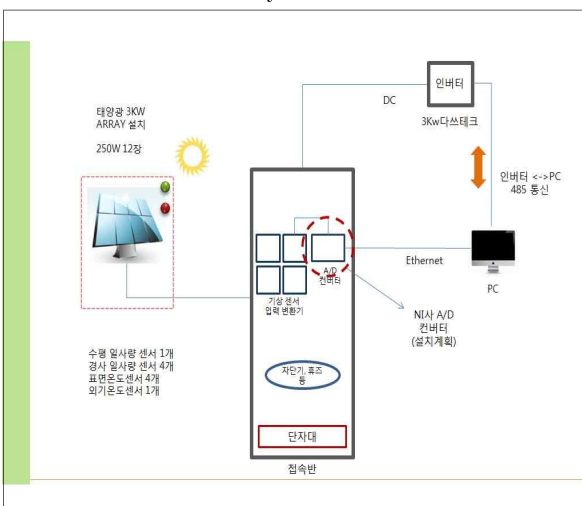 인버터
DC
3Kw다쓰테크
태양광 3KW
ARRAY 설치
250W 12장
인버터 <->PC
485 통신
A/D
컨버터
Ethernet
PC
기상 센서
입력 변환기
NI사 A/D
컨버터
(설치계획)
수평 일사량 센서 1개
경사 일사량 센서 4개
표면온도센서 4개
외기온도센서 1개
차단기, 퓨즈
등
단자대
접속반